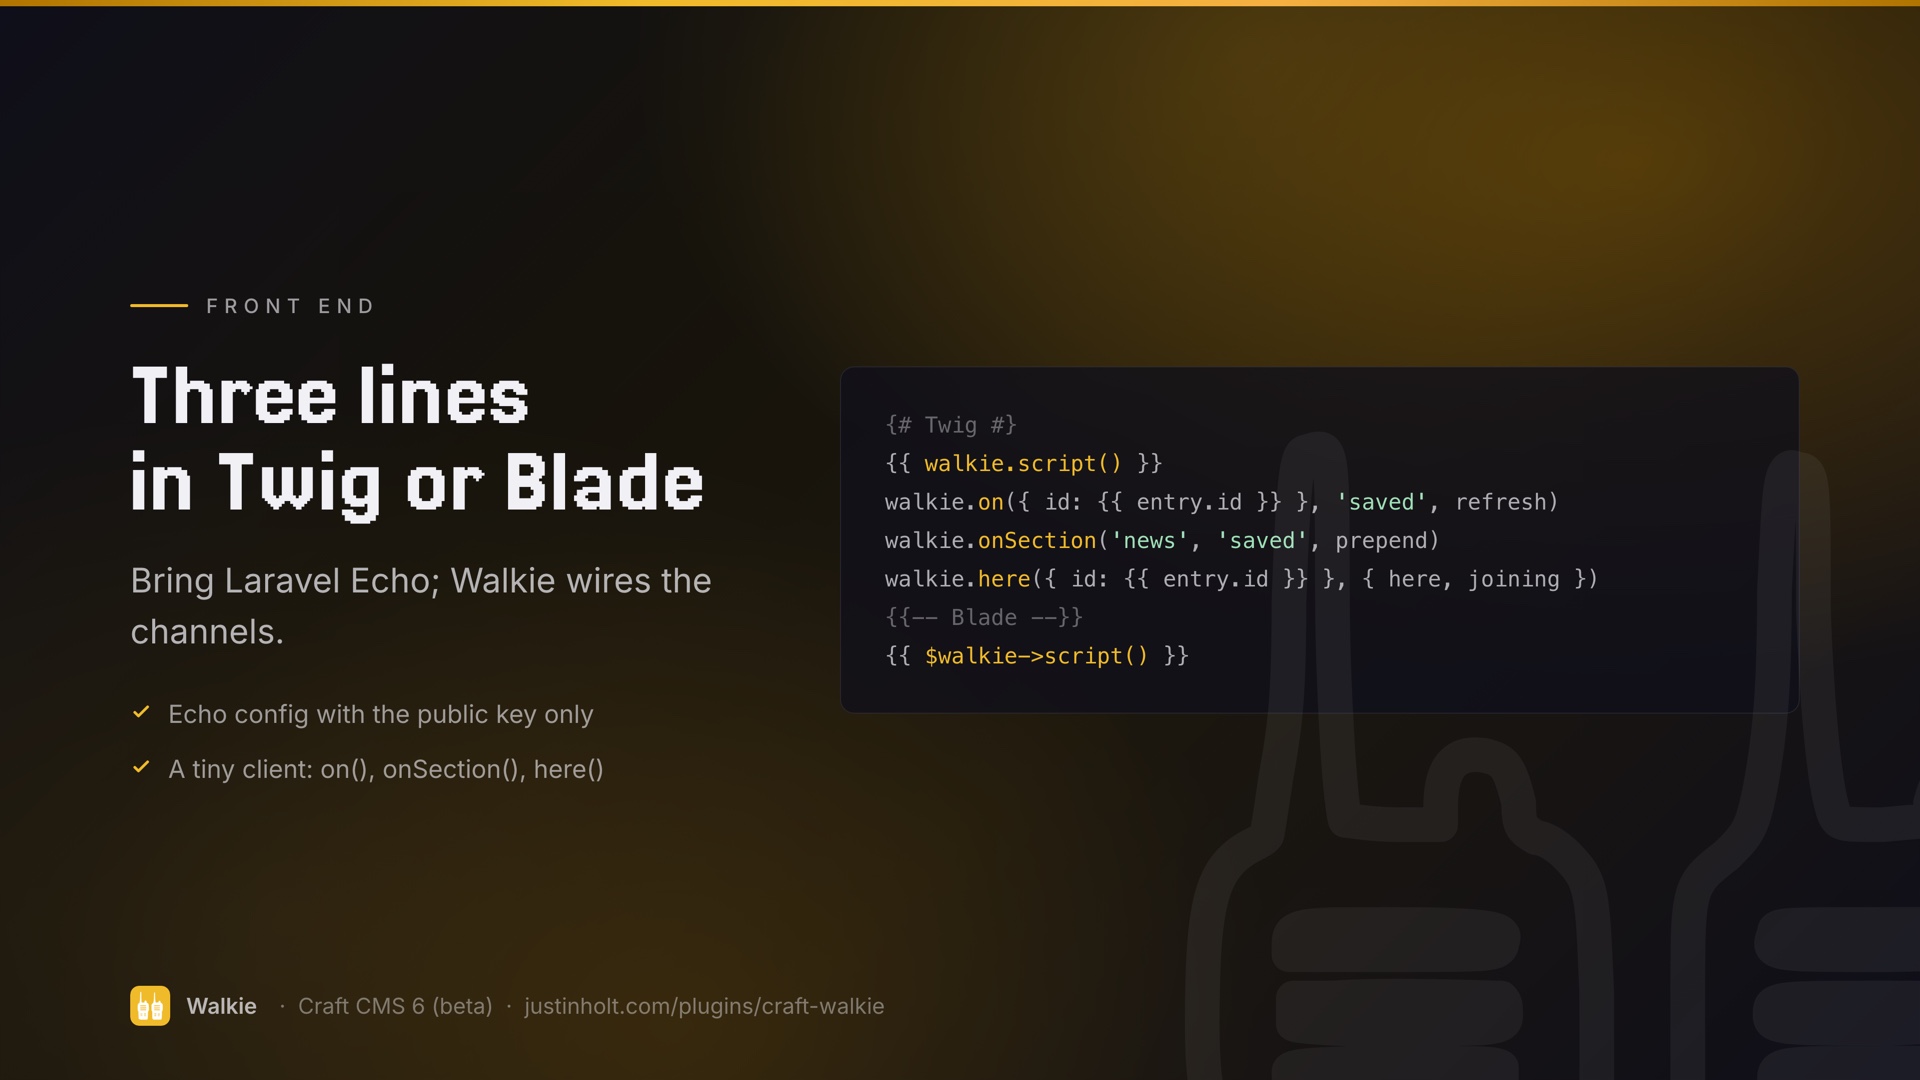 FRONT END
Three lines
in Twig or Blade
Bring Laravel Echo; Walkie wires the
channels.
Echo config with the public key only
A tiny client: on(), onSection(), here()
{# Twig #}
{{ walkie.script() }}
walkie.on({ id: {{ entry.id }} }, 'saved', refresh)
walkie.onSection('news', 'saved', prepend)
walkie.here({ id: {{ entry.id }} }, { here, joining })
{{-- Blade --}}
{{ $walkie->script() }}
Walkie · Craft CMS 6 (beta) · justinholt.com/plugins/craft-walkie